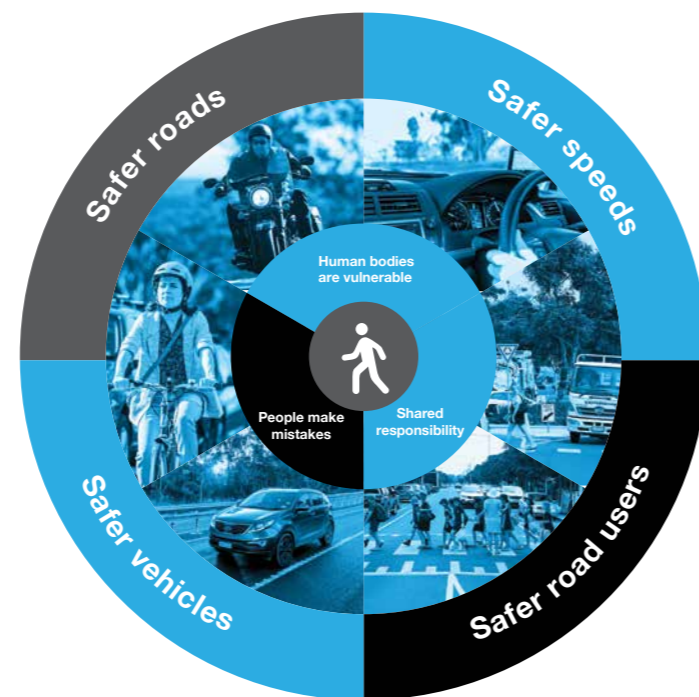 Safer roads
Safer speeds
Human bodies
are vulnerable
People make
mistakes
Shared
responsibility
Safer vehicles
Safer road users